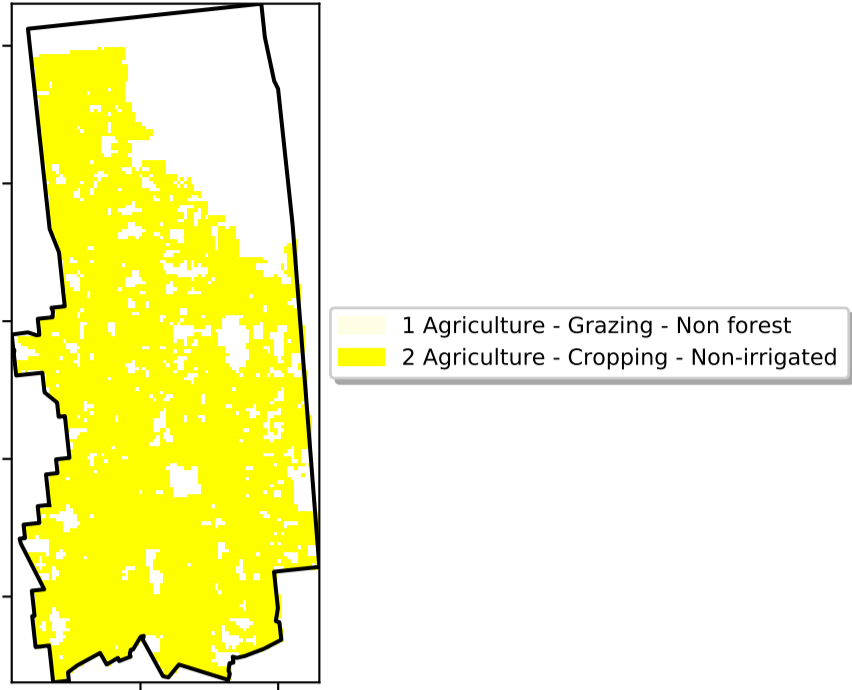 1 Agriculture - Grazing - Non forest
2 Agriculture - Cropping - Non-irrigated